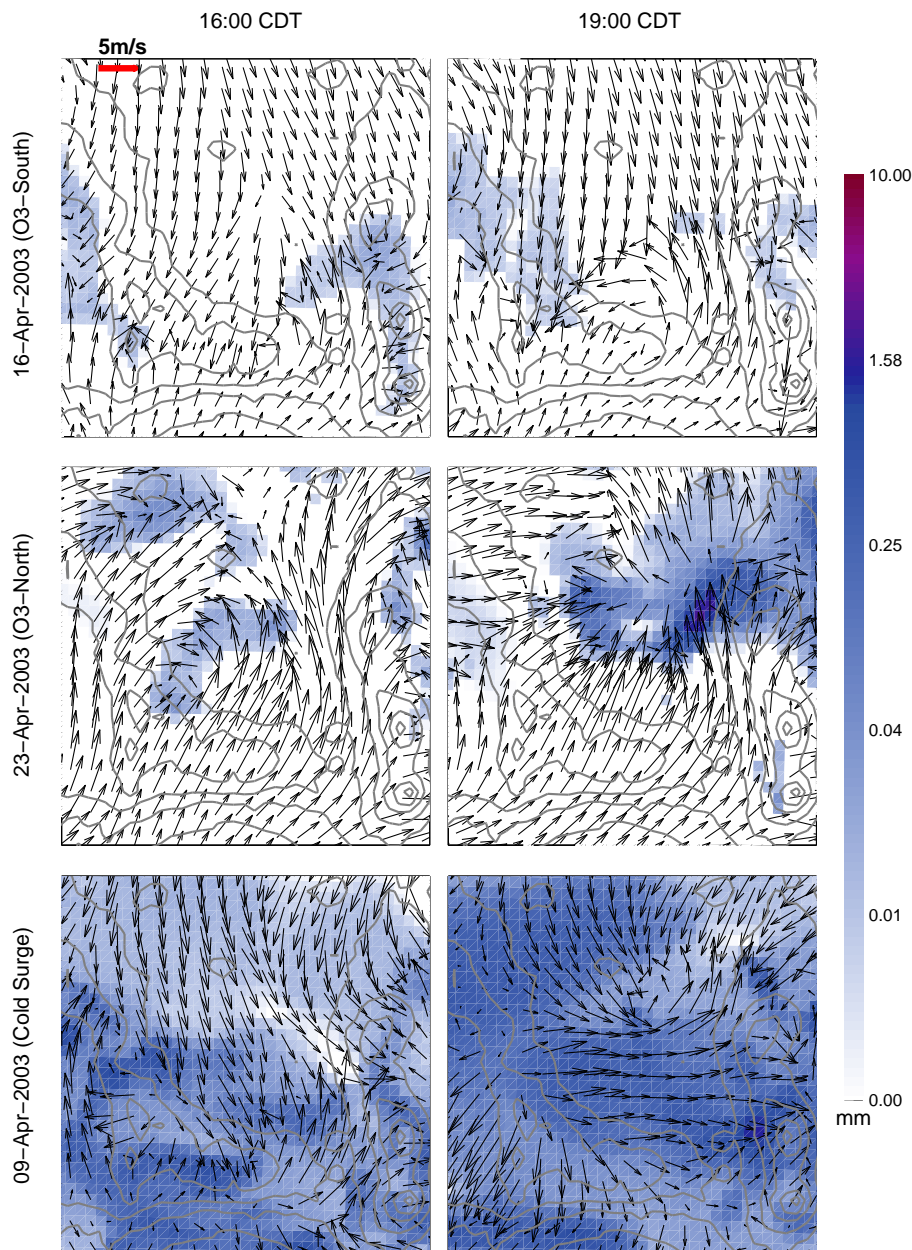 16:00 CDT
19:00 CDT
5m/s
16−Apr−2003 (O3−South)
23−Apr−2003 (O3−North)
09−Apr−2003 (Cold Surge)
10.00
1.58
0.25
0.04
0.01
0.00
mm